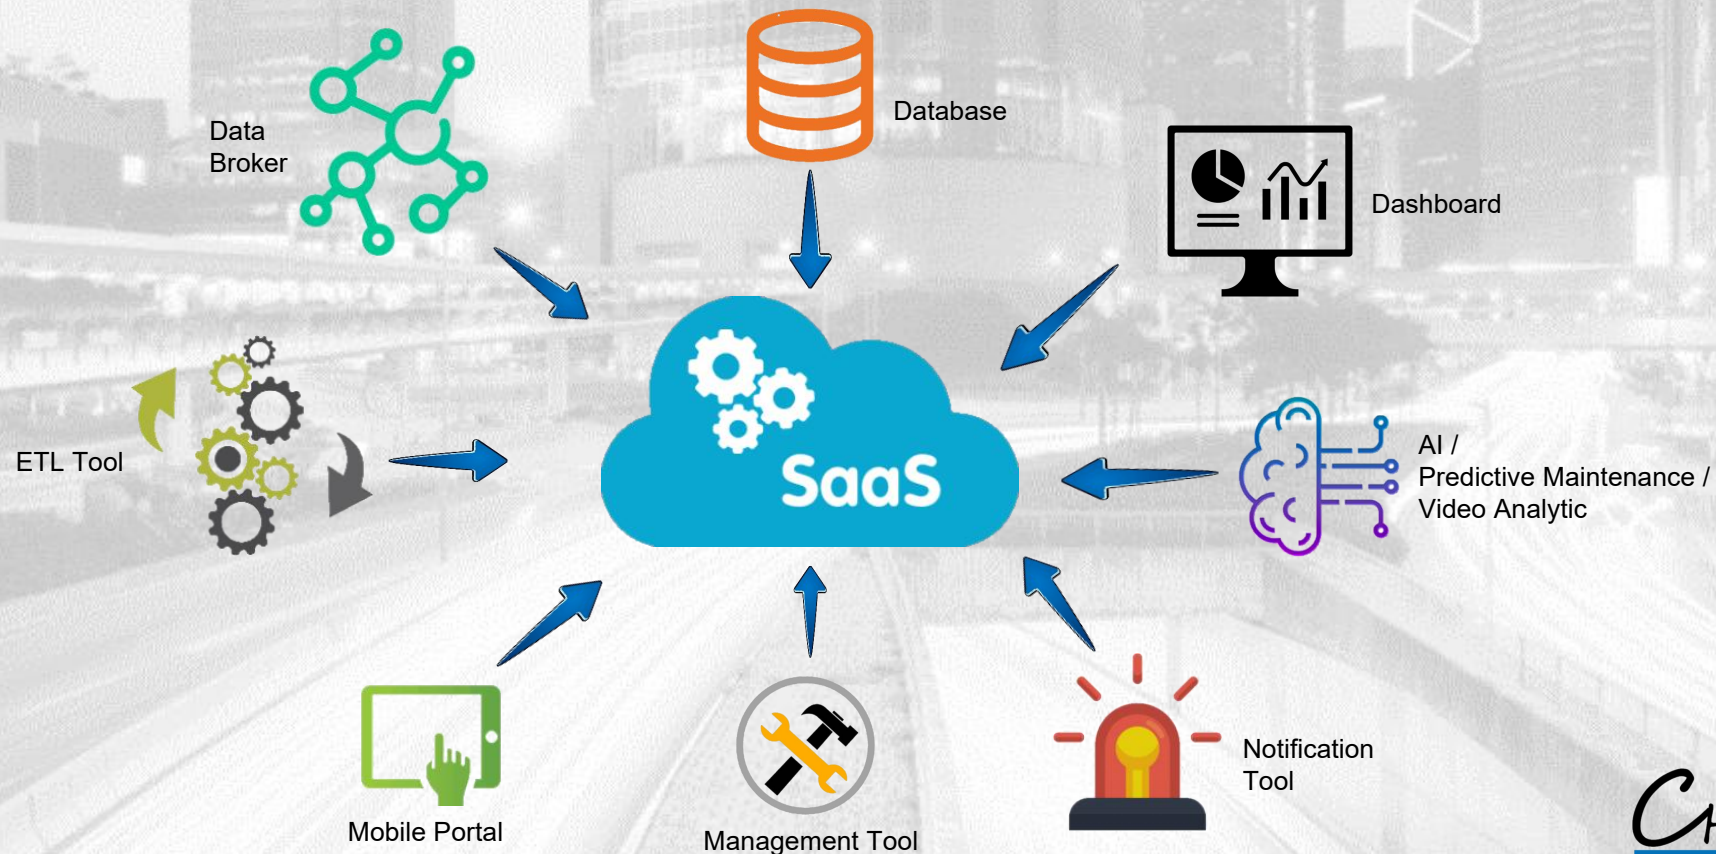 Database
Data
Broker
Dashboard
SaaS
ETL Tool
AI /
Predictive Maintenance /
Video Analytic
Notification
Tool
Mobile Portal
Management Tool